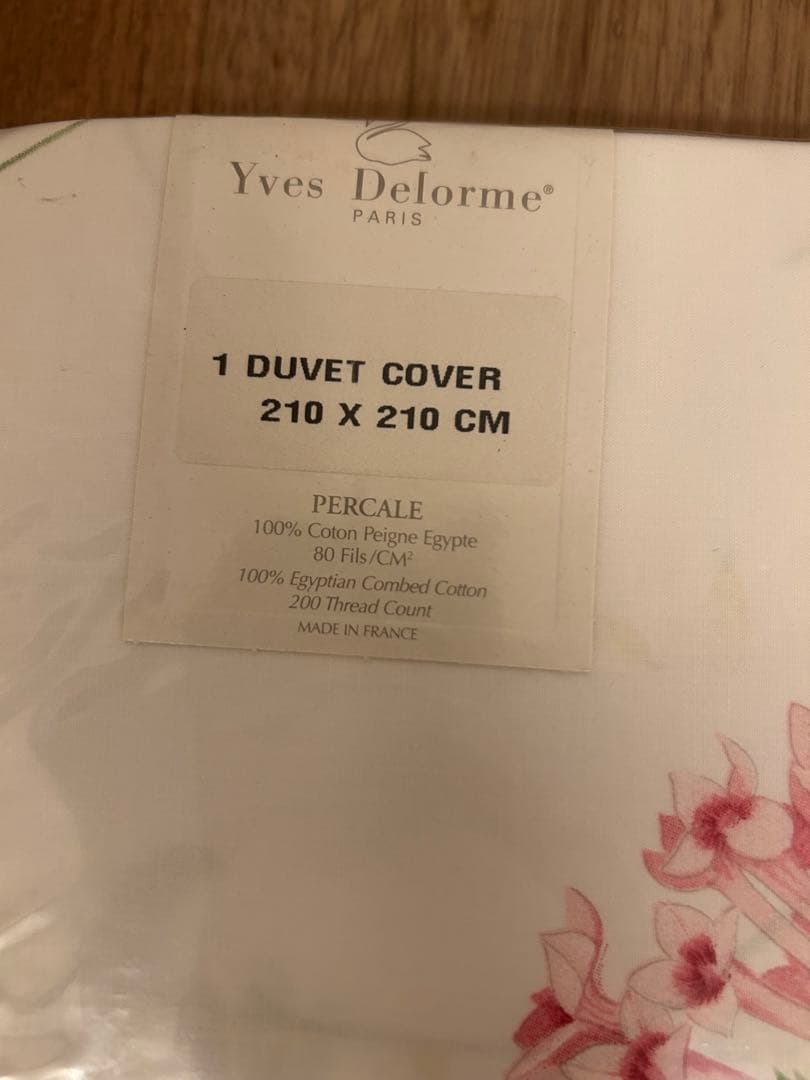 Yves Delorme®
PARIS
1 DUVET COVER
210 X 210 CM
PERCALE
100% Coton Peigne Egypte
80 Fils/CM²
100% Egyptian Combed Cotton
200 Thread Count
MADE IN FRANCE